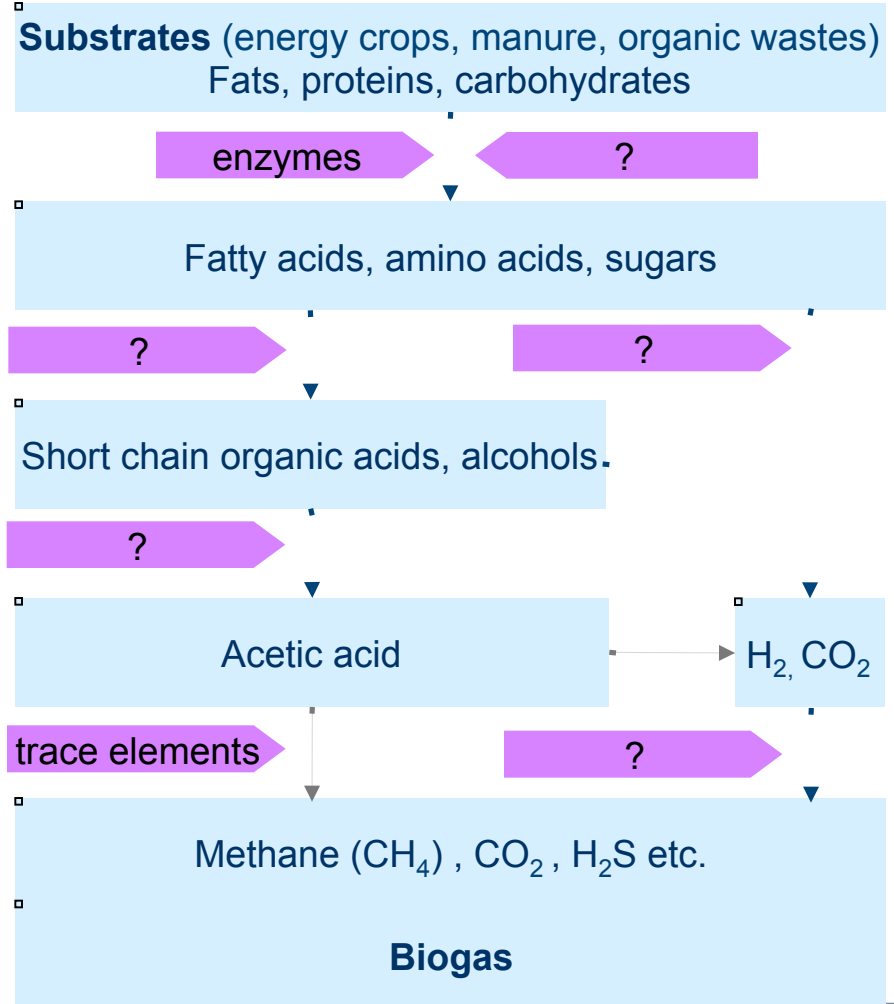 Substrates (energy crops, manure, organic wastes)
Fats, proteins, carbohydrates
enzymes
?
Fatty acids, amino acids, sugars
?
?
Short chain organic acids, alcohols
?
Acetic acid
H₂, CO₂
trace elements
?
Methane (CH₄) , CO₂ , H₂S etc.
Biogas